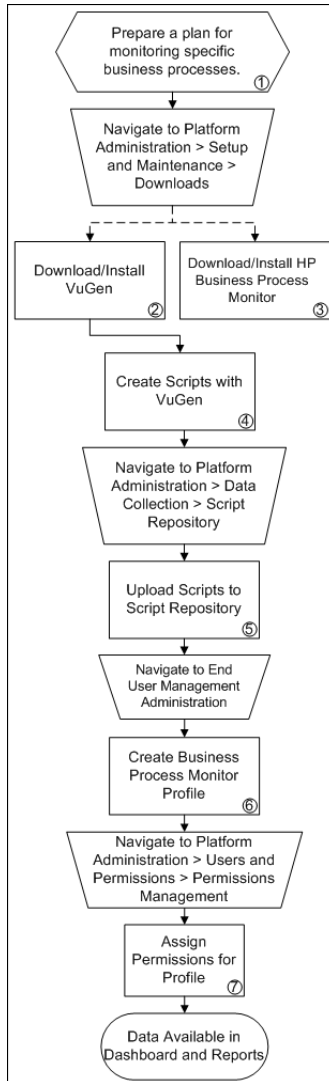 Prepare a plan for
monitoring specific
business processes.
①
Navigate to Platform
Administration > Setup
and Maintenance >
Downloads
Download/Install
VuGen
②
Download/Install HP
Business Process
Monitor
③
Create Scripts with
VuGen
④
Navigate to Platform
Administration > Data
Collection > Script
Repository
Upload Scripts to
Script Repository
⑤
Navigate to End
User Management
Administration
Create Business
Process Monitor
Profile
⑥
Navigate to Platform
Administration > Users and
Permissions > Permissions
Management
Assign
Permissions for
Profile
⑦
Data Available in
Dashboard and Reports